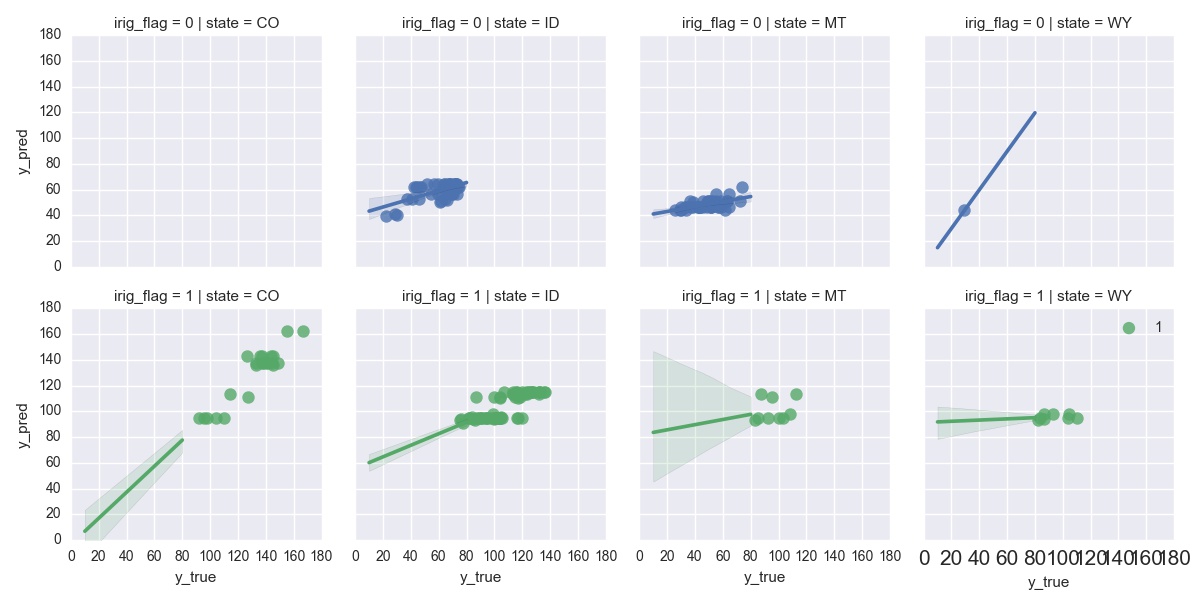 irig_flag = 0 | state = CO
irig_flag = 0 | state = ID
irig_flag = 0 | state = MT
irig_flag = 0 | state = WY
180
160
140
120
100
80
60
40
20
0
y_pred
irig_flag = 1 | state = CO
irig_flag = 1 | state = ID
irig_flag = 1 | state = MT
irig_flag = 1 | state = WY
180
160
140
120
100
80
60
40
20
0
y_pred
1
0 20 40 60 80 100 120 140 160 180
0 20 40 60 80 100 120 140 160 180
0 20 40 60 80 100 120 140 160 180
0 20 40 60 80 100 120 140 160 180
y_true
y_true
y_true
y_true